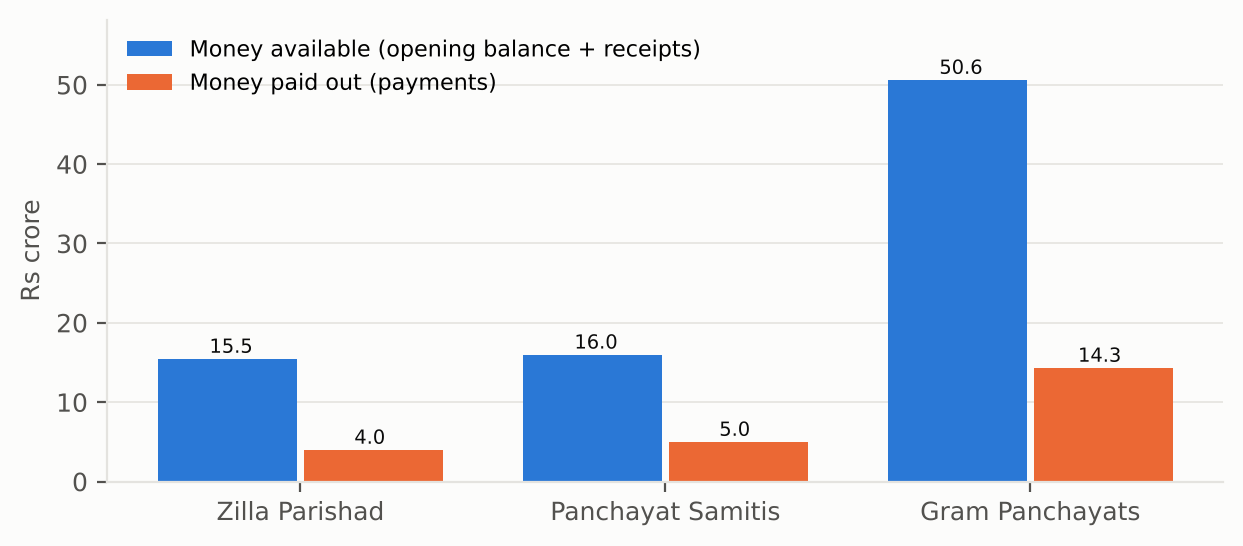 Money available (opening balance + receipts)
Money paid out (payments)
Rs crore
50
40
30
20
10
0
15.5
4.0
16.0
5.0
50.6
14.3
Zilla Parishad
Panchayat Samitis
Gram Panchayats